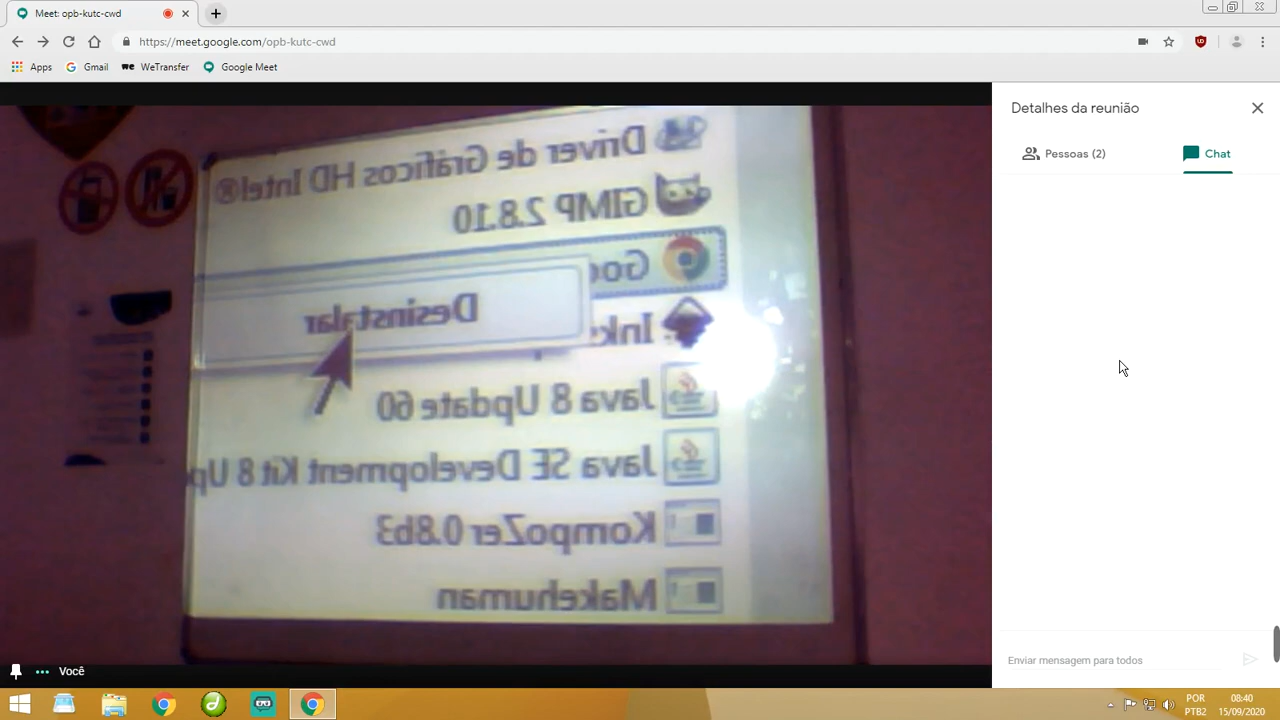 Meet: opb-kutc-cwd
https://meet.google.com/opb-kutc-cwd
Apps
Gmail
we WeTransfer
Google Meet
Driver de Gráficos HD Intel®
GIMP 2.8.10
Goo
Desinstalar
Ink
Java 8 Update 60
Java SE Development Kit 8 Up
KompoZer 0.8b3
Makehuman
Você
Detalhes da reunião
Pessoas (2)
Chat
Enviar mensagem para todos
POR
PTB2
08:40
15/09/2020